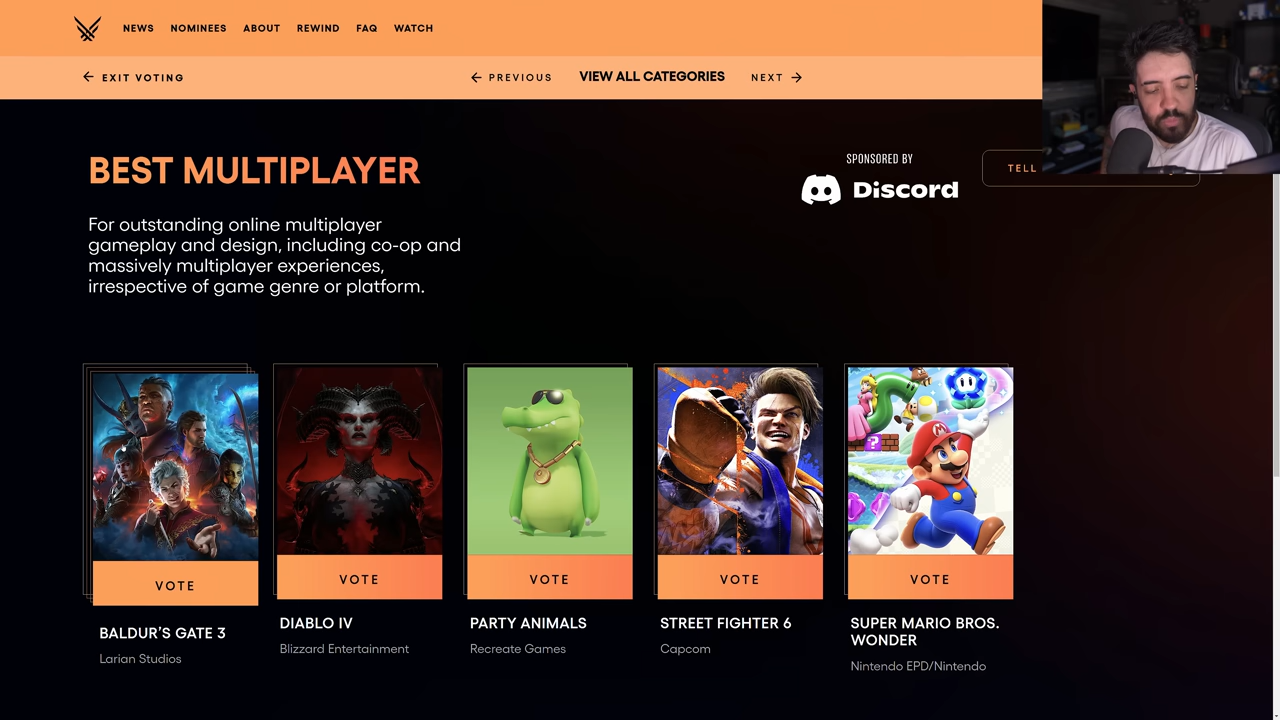 NEWS NOMINEES ABOUT REWIND FAQ WATCH
EXIT VOTING
PREVIOUS VIEW ALL CATEGORIES NEXT
BEST MULTIPLAYER
SPONSORED BY
Discord
TELL
For outstanding online multiplayer
gameplay and design, including co-op and
massively multiplayer experiences,
irrespective of game genre or platform.
VOTE
BALDUR'S GATE 3
Larian Studios
VOTE
DIABLO IV
Blizzard Entertainment
VOTE
PARTY ANIMALS
Recreate Games
VOTE
STREET FIGHTER 6
Capcom
VOTE
SUPER MARIO BROS.
WONDER
Nintendo EPD/Nintendo